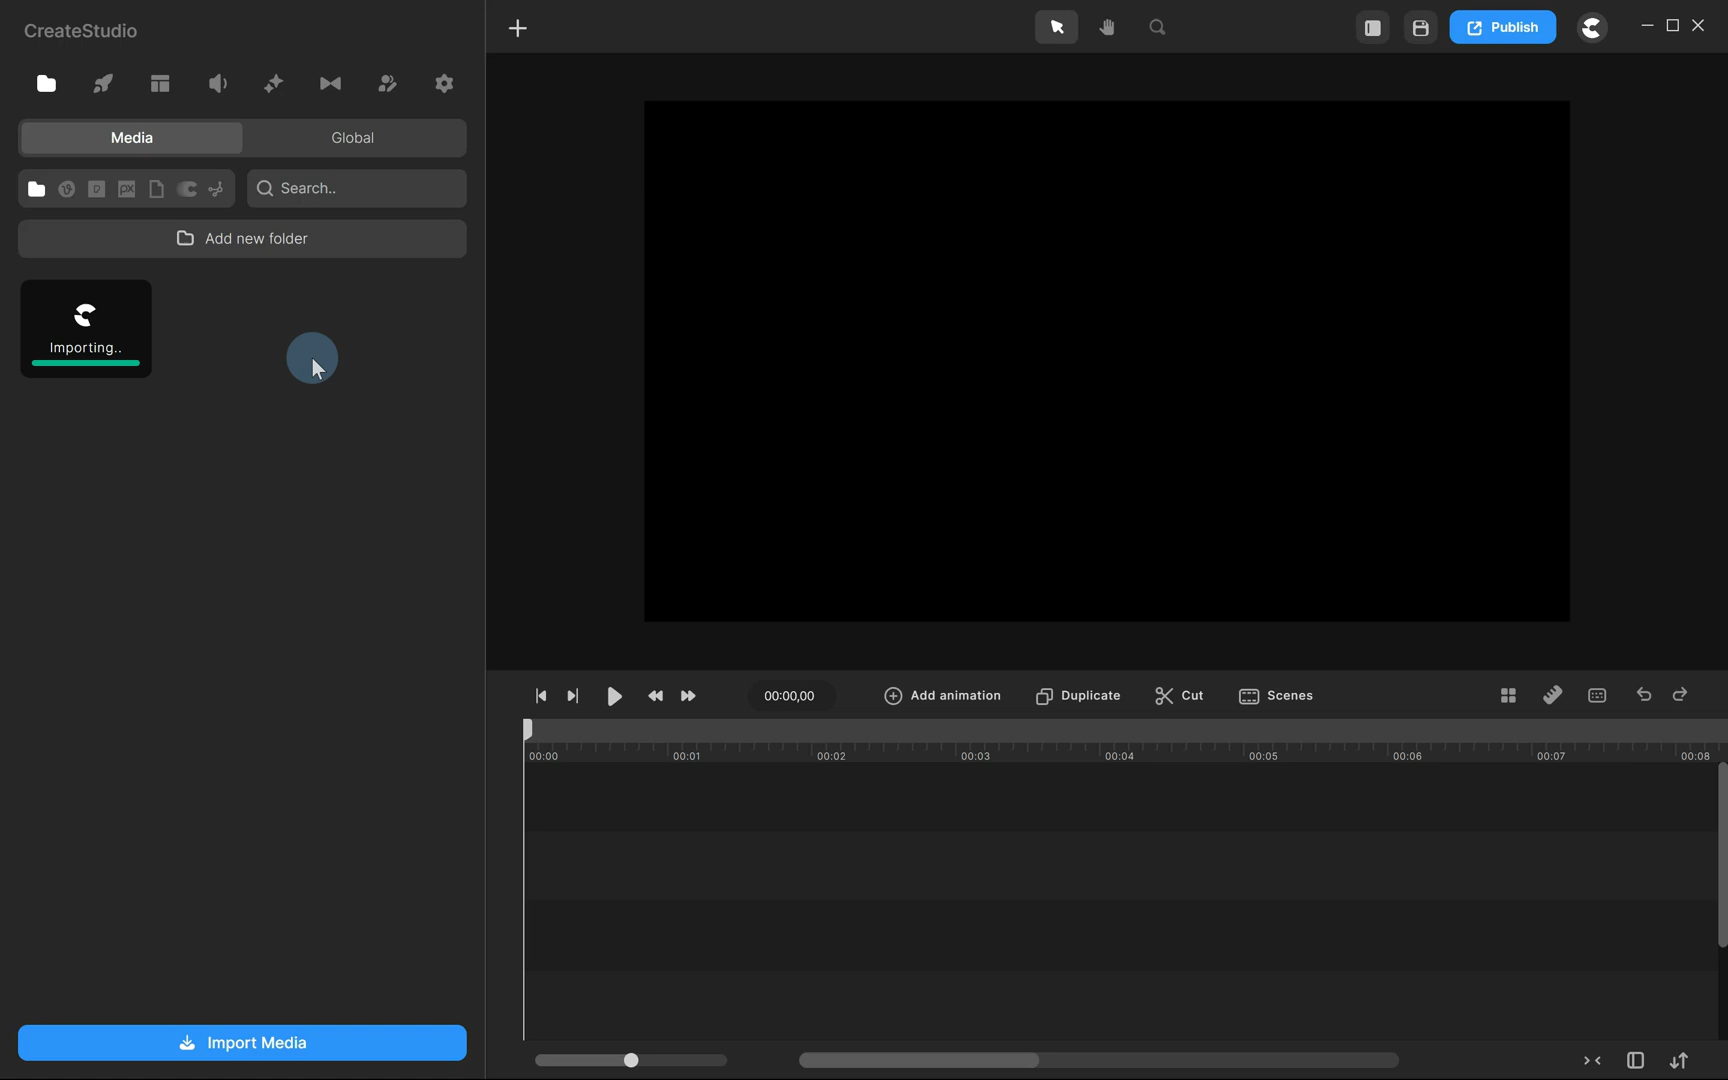 CreateStudio
Publish
Media
Global
Search..
Add new folder
Importing..
00:00,00
Add animation
Duplicate
Cut
Scenes
00:00
00:01
00:02
00:03
00:04
00:05
00:06
00:07
00:08
Import Media